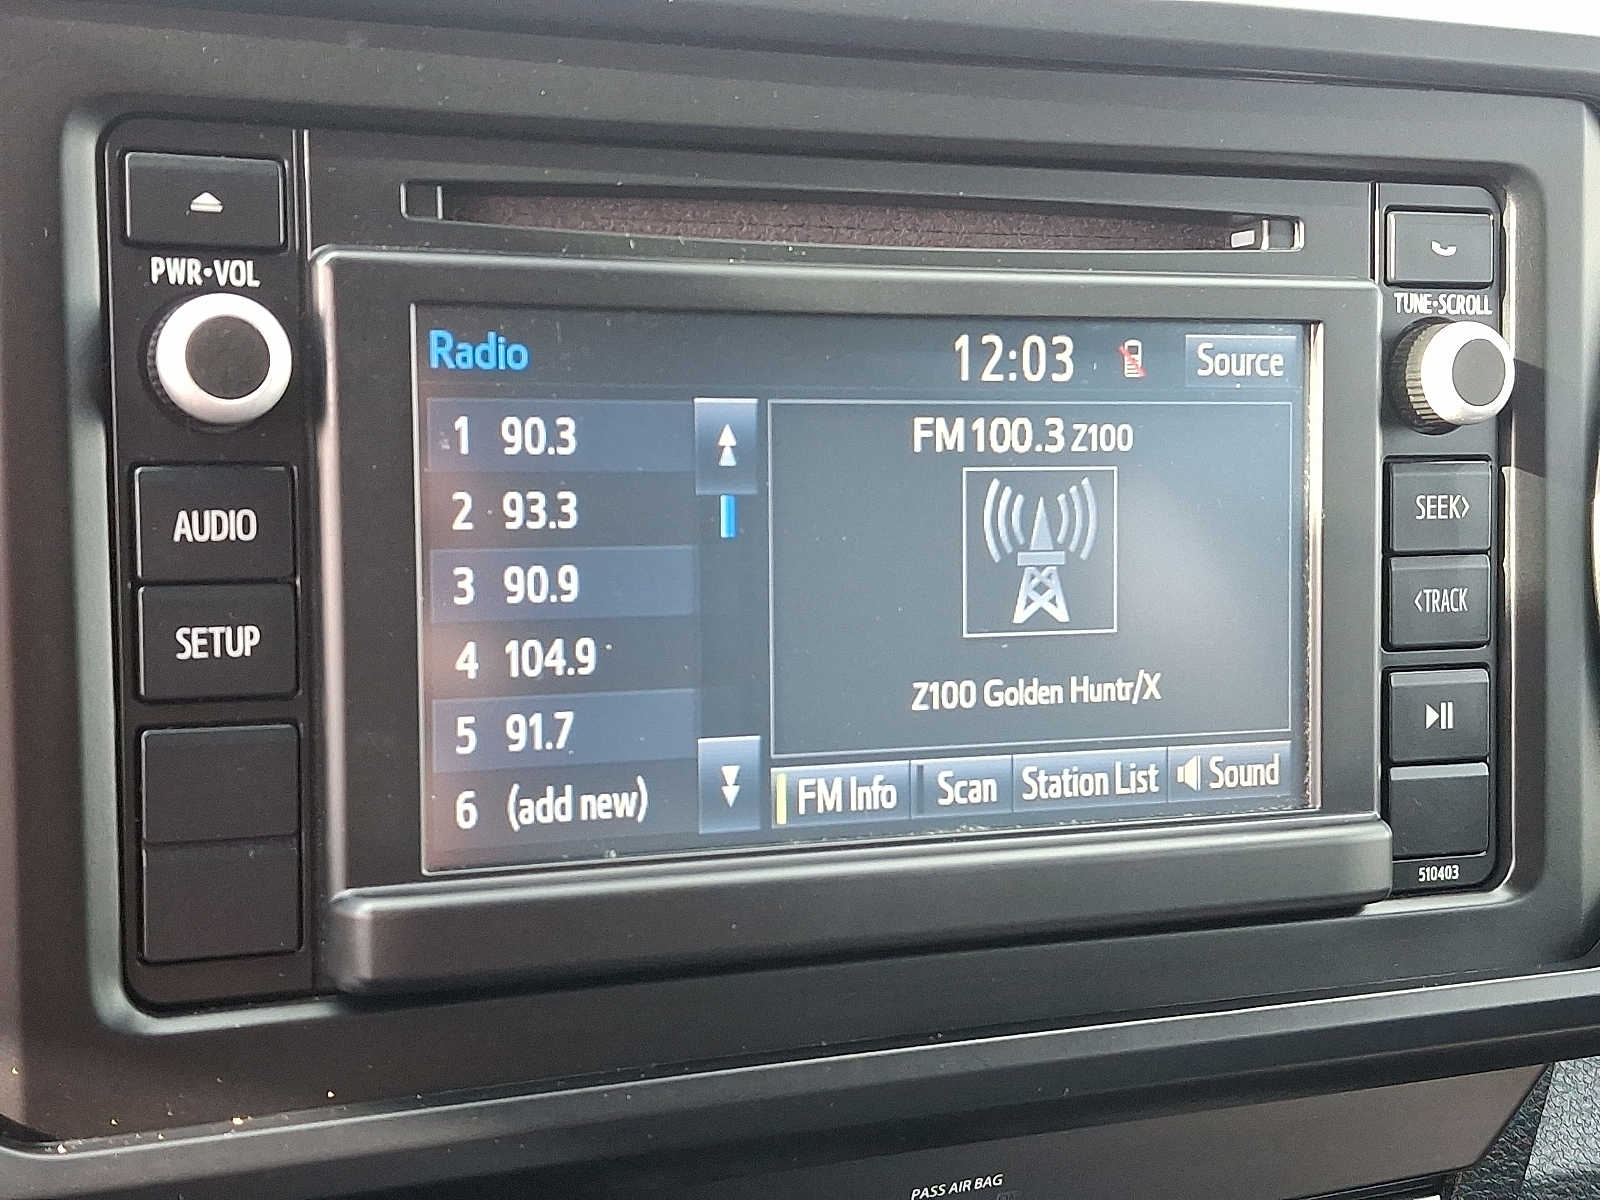 PWR•VOL
AUDIO
SETUP
Radio
12:03
Source
1 90.3
2 93.3
3 90.9
4 104.9
5 91.7
6 (add new)
FM 100.3 Z100
Z100 Golden Huntr/X
FM Info
Scan
Station List
Sound
TUNE•SCROLL
SEEK>
<TRACK
510403
PASS AIR BAG